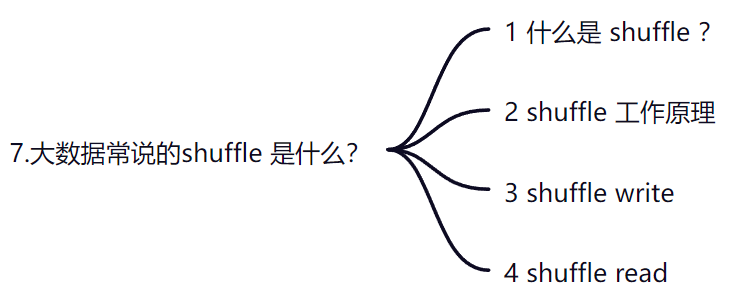 7.大数据常说的shuffle 是什么？
1 什么是 shuffle ？
2 shuffle 工作原理
3 shuffle write
4 shuffle read